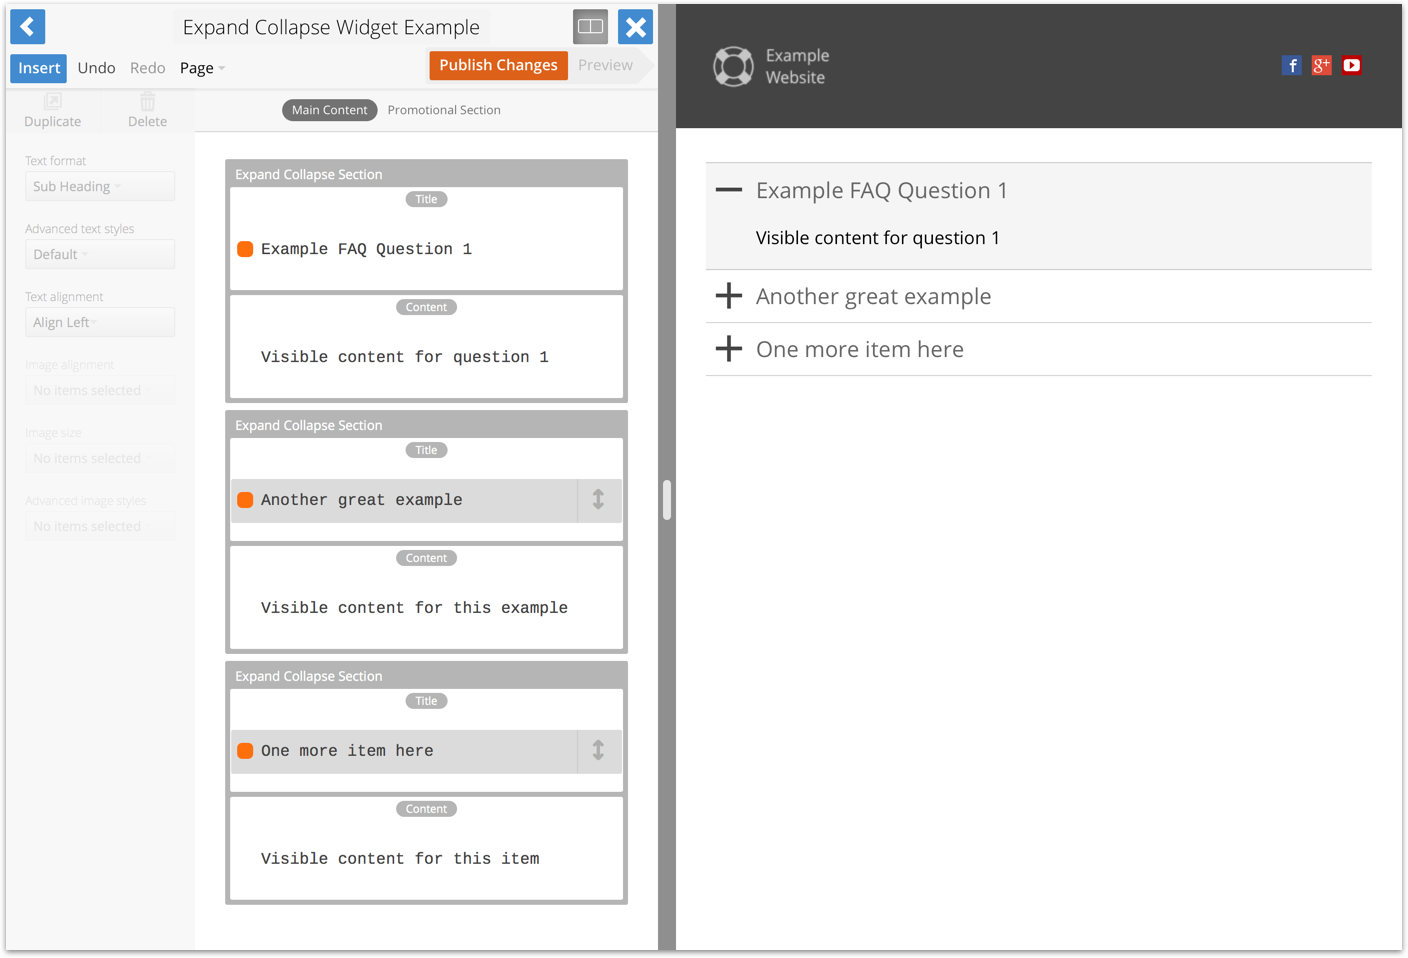 Expand Collapse Widget Example
Insert Undo Redo Page Publish Changes Preview
Duplicate Delete
Main Content Promotional Section
Text format
Sub Heading
Advanced text styles
Default
Text alignment
Align Left
Image alignment
No items selected
Image size
No items selected
Advanced image styles
No items selected
Expand Collapse Section
Title
Example FAQ Question 1
Content
Visible content for question 1
Expand Collapse Section
Title
Another great example
Content
Visible content for this example
Expand Collapse Section
Title
One more item here
Content
Visible content for this item
Example
Website
f g+
Example FAQ Question 1
Visible content for question 1
Another great example
One more item here